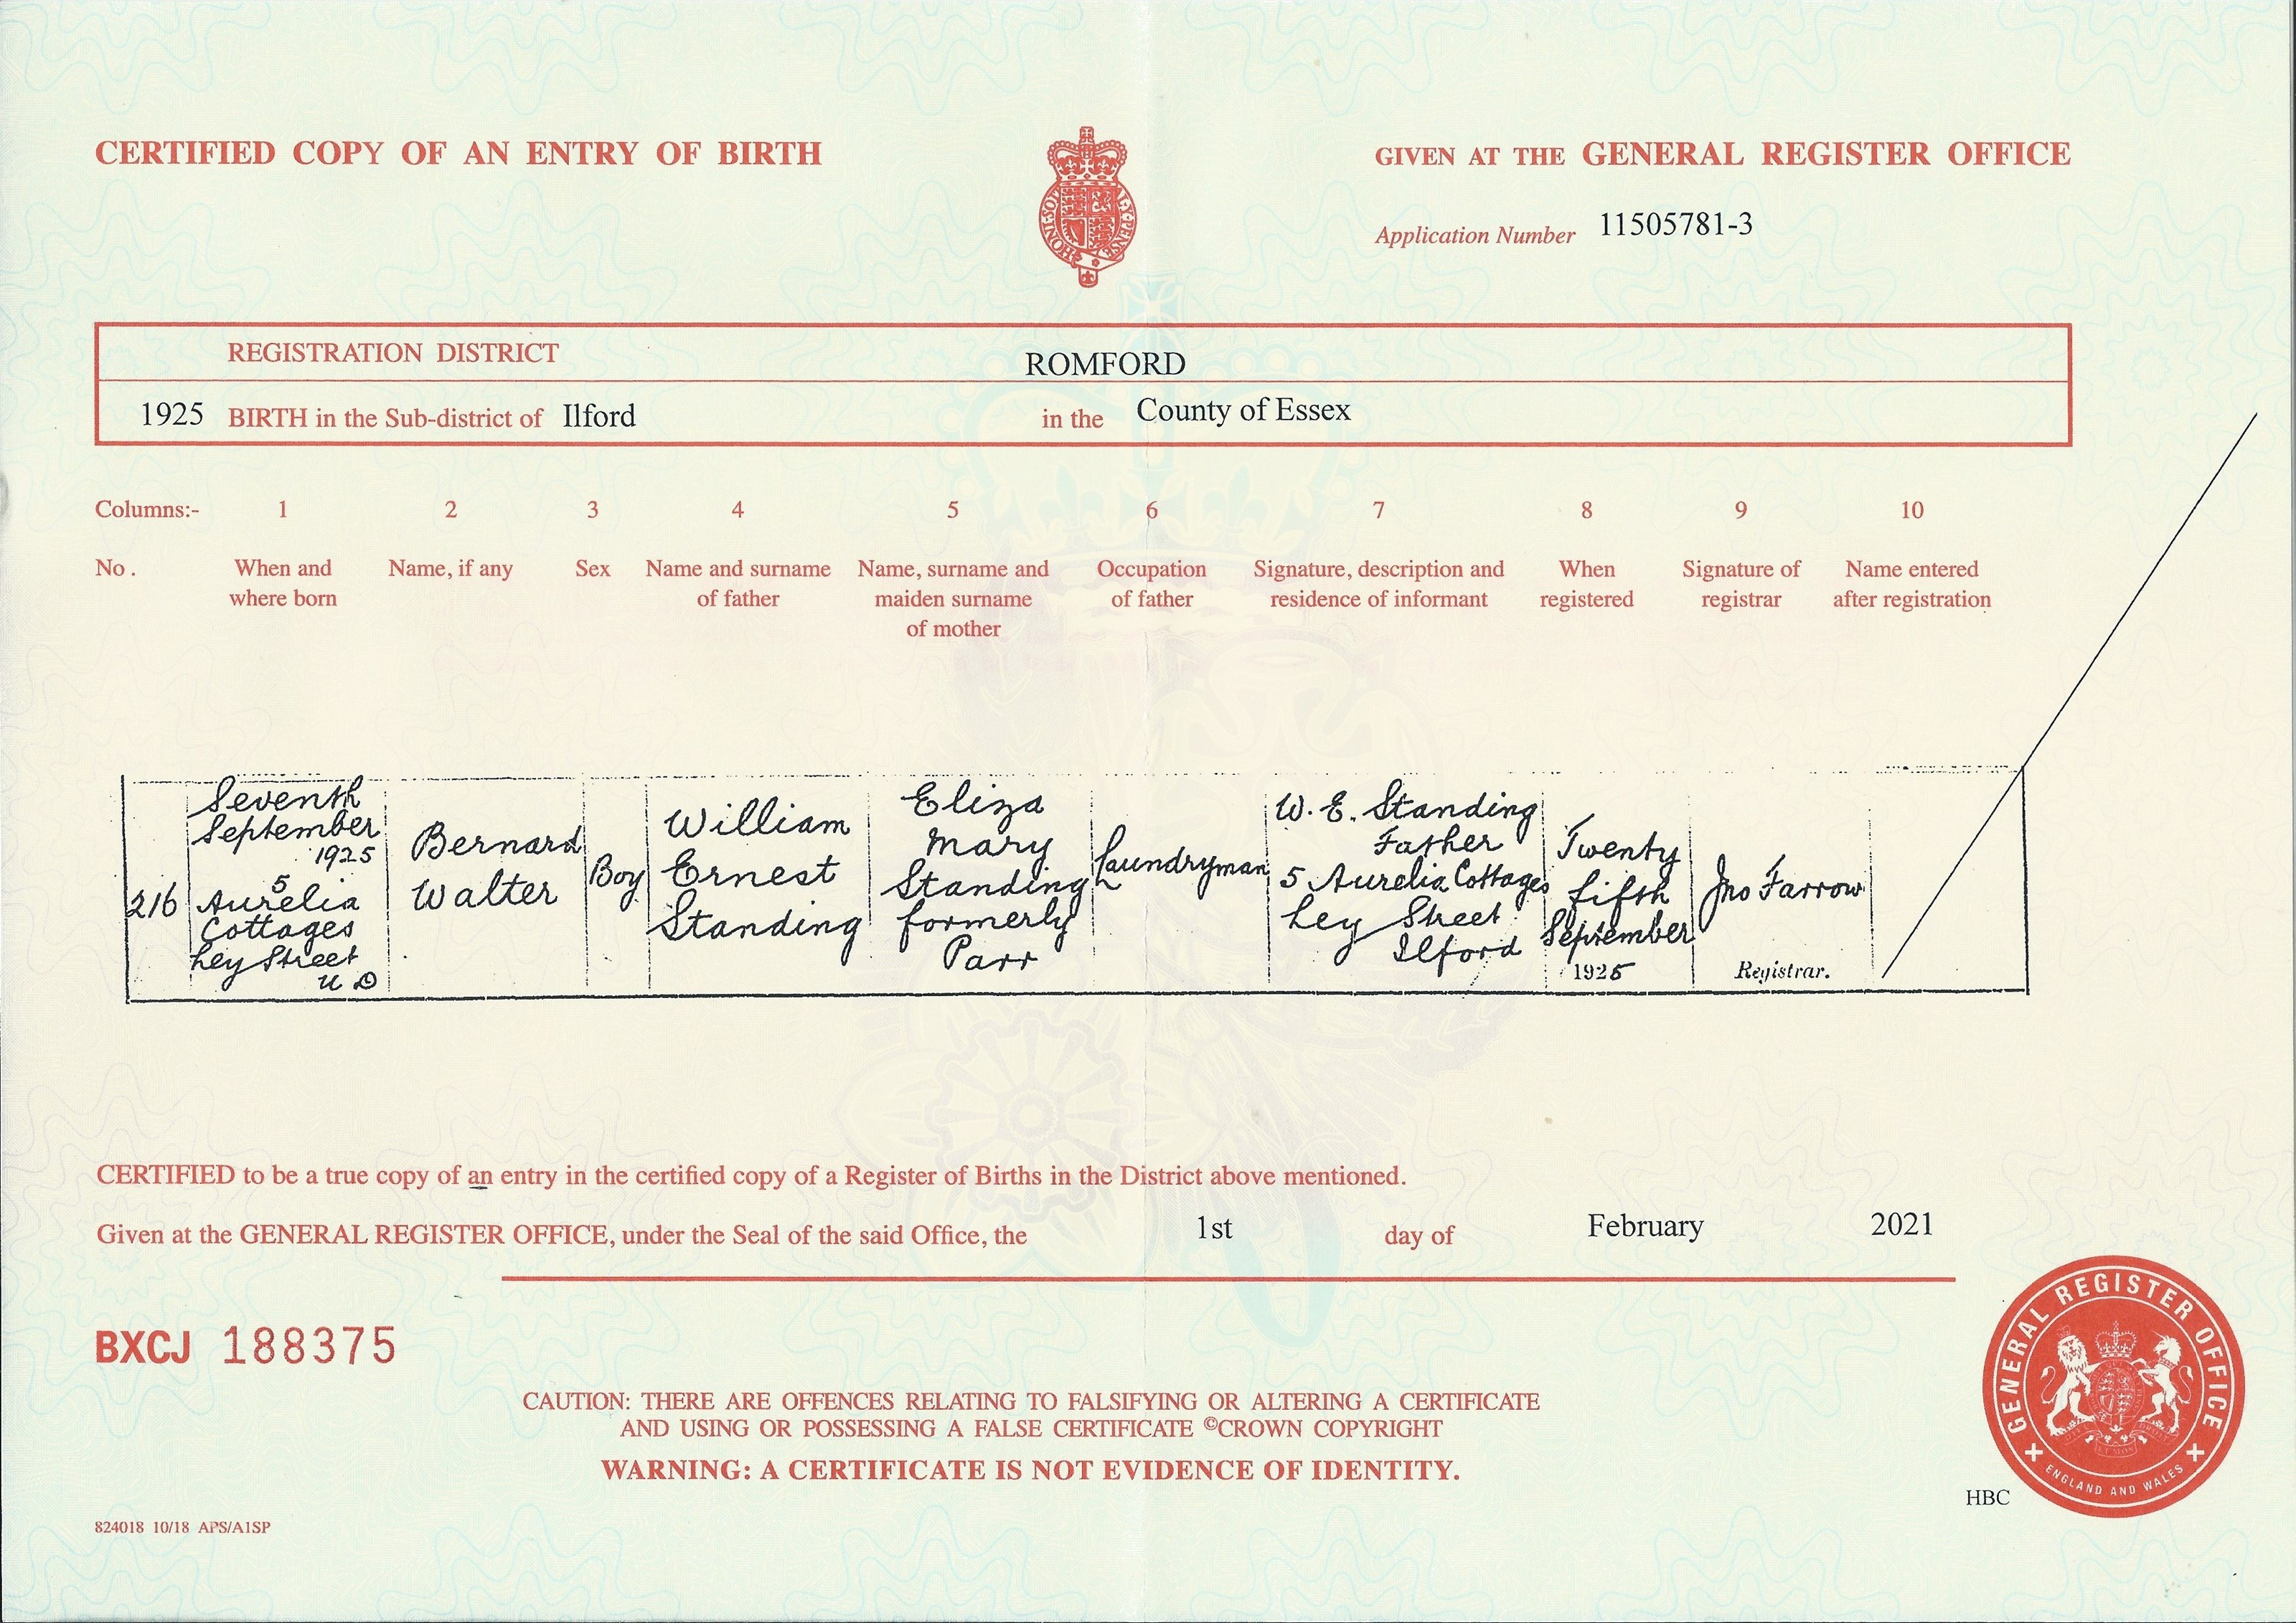 CERTIFIED COPY OF AN ENTRY OF BIRTH
GIVEN AT THE GENERAL REGISTER OFFICE
Application Number 11505781-3
REGISTRATION DISTRICT ROMFORD
1925 BIRTH in the Sub-district of Ilford in the County of Essex
Columns:- 1 2 3 4 5 6 7 8 9 10
No. When and where born
Name, if any
Sex
Name and surname of father
Name, surname and maiden surname of mother
Occupation of father
Signature, description and residence of informant
When registered
Signature of registrar
Name entered after registration
216
Seventh
September
1925
5
Aurelia
Cottages
Ley Street
U D
Bernard
Walter
Boy
William
Ernest
Standing
Eliza
Mary
Standing
formerly
Parr
Laundryman
W. E. Standing
Father
5 Aurelia Cottages
Ley Street
Ilford
Twenty
fifth
September
1925
Jno Farrow
Registrar.
CERTIFIED to be a true copy of an entry in the certified copy of a Register of Births in the District above mentioned.
Given at the GENERAL REGISTER OFFICE, under the Seal of the said Office, the 1st day of February 2021
BXCJ 188375
CAUTION: THERE ARE OFFENCES RELATING TO FALSIFYING OR ALTERING A CERTIFICATE
AND USING OR POSSESSING A FALSE CERTIFICATE ©CROWN COPYRIGHT
WARNING: A CERTIFICATE IS NOT EVIDENCE OF IDENTITY.
GENERAL REGISTER OFFICE
ENGLAND AND WALES
HBC
824018 10/18 APS/A1SP